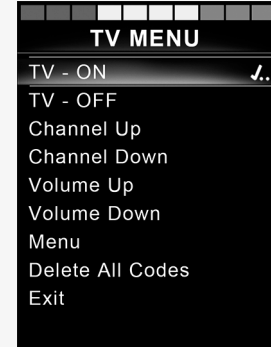 TV MENU
TV - ON
TV - OFF
Channel Up
Channel Down
Volume Up
Volume Down
Menu
Delete All Codes
Exit